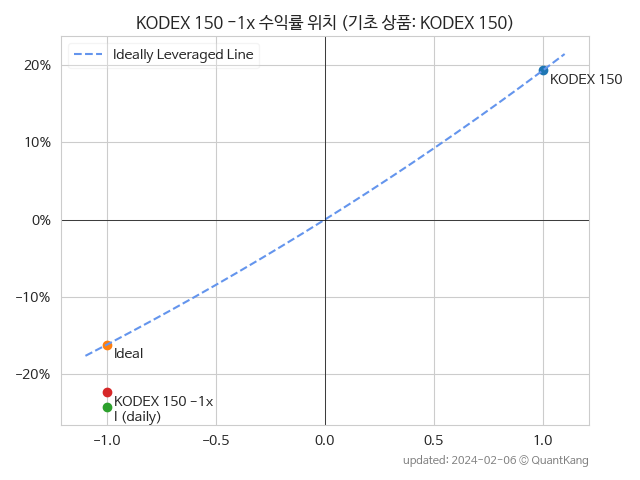 KODEX 150 -1x 수익률 위치 (기초 상품: KODEX 150)
Ideally Leveraged Line
20%
10%
0%
-10%
-20%
KODEX 150
Ideal
KODEX 150 -1x
I (daily)
-1.0 -0.5 0.0 0.5 1.0
updated: 2024-02-06 © QuantKang